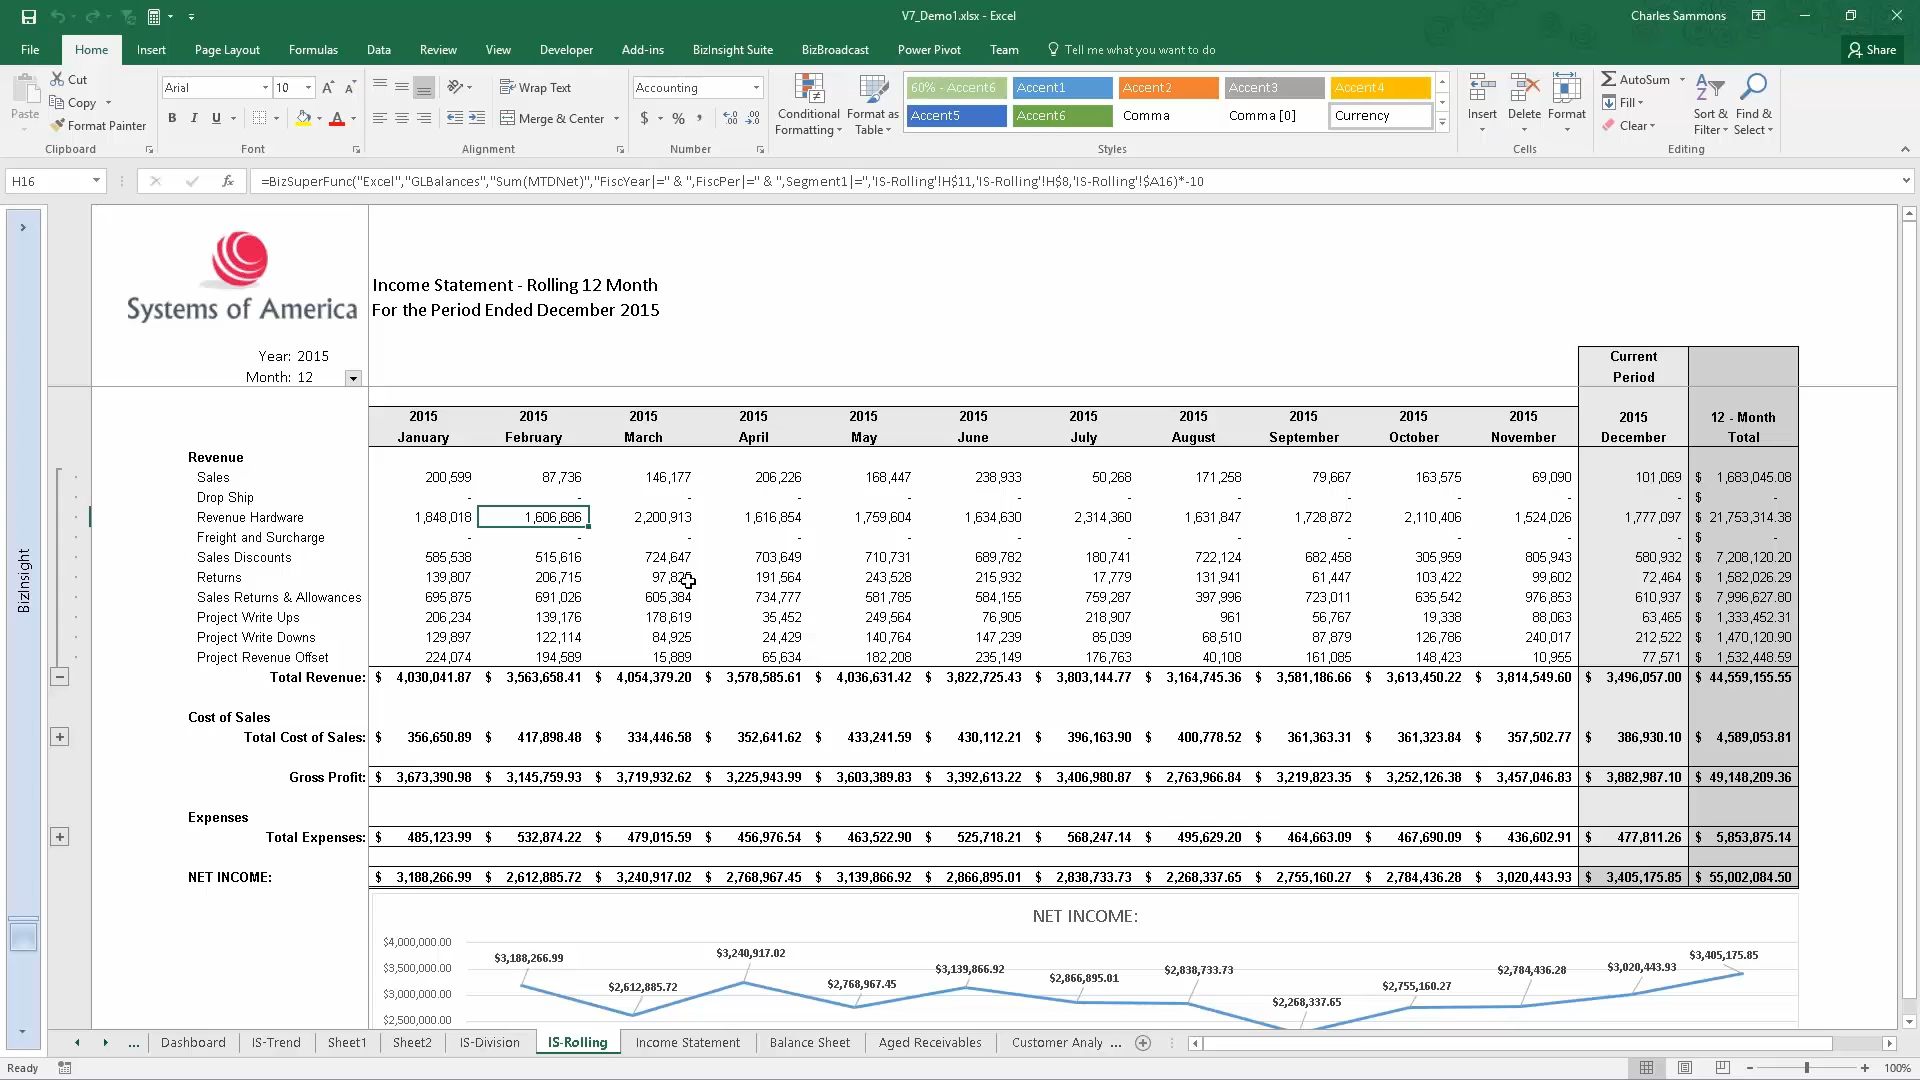 V7_Demo1.xlsx - Excel
Charles Sammons
File Home Insert Page Layout Formulas Data Review View Developer Add-ins BizInsight Suite BizBroadcast Power Pivot Team Tell me what you want to do Share
Paste Cut Copy Format Painter
Clipboard
Arial 10
B I U
Font
Wrap Text
Merge & Center
Alignment
Accounting
$ % ,
Number
Conditional Formatting
Format as Table
60% - Accent6 Accent1 Accent2 Accent3 Accent4
Accent5 Accent6 Comma Comma [0] Currency
Styles
Insert Delete Format
Cells
AutoSum
Fill
Clear
Sort & Filter
Find & Select
Editing
H16 fx =BizSuperFunc("Excel","GLBalances","Sum(MTDNet)","FiscYear|=" & ",FiscPer|=" & ",Segment1|=",'IS-Rolling'!H$11,'IS-Rolling'!H$8,'IS-Rolling'!$A16)*-10
BizInsight
Systems of America
Income Statement - Rolling 12 Month
For the Period Ended December 2015
Year: 2015
Month: 12
Current
Period
2015 2015 2015 2015 2015 2015 2015 2015 2015 2015 2015 2015 12 - Month
January February March April May June July August September October November December Total
Revenue
Sales 200,599 87,736 146,177 206,226 168,447 238,933 50,268 171,258 79,667 163,575 69,090 101,069 $ 1,683,045.08
Drop Ship - - - - - - - - - - - - $ -
Revenue Hardware 1,848,018 1,606,686 2,200,913 1,616,854 1,759,604 1,634,630 2,314,360 1,631,847 1,728,872 2,110,406 1,524,026 1,777,097 $ 21,753,314.38
Freight and Surcharge - - - - - - - - - - - - $ -
Sales Discounts 585,538 515,616 724,647 703,649 710,731 689,782 180,741 722,124 682,458 305,959 805,943 580,932 $ 7,208,120.20
Returns 139,807 206,715 191,564 243,528 215,932 17,779 131,941 61,447 103,422 99,602 72,464 $ 1,582,026.29
Sales Returns & Allowances 695,875 691,026 605,384 734,777 581,785 584,155 759,287 397,996 723,011 635,542 976,853 610,937 $ 7,996,627.80
Project Write Ups 206,234 139,176 178,619 35,452 249,564 76,905 218,907 961 56,767 19,338 88,063 63,465 $ 1,333,452.31
Project Write Downs 129,897 122,114 84,925 24,429 140,764 147,239 85,039 68,510 87,879 126,786 240,017 212,522 $ 1,470,120.90
Project Revenue Offset 224,074 194,589 15,889 65,634 182,208 235,149 176,763 40,108 161,085 148,423 10,955 77,571 $ 1,532,448.59
Total Revenue: $ 4,030,041.87 $ 3,563,658.41 $ 4,054,379.20 $ 3,578,585.61 $ 4,036,631.42 $ 3,822,725.43 $ 3,803,144.77 $ 3,164,745.36 $ 3,581,186.66 $ 3,613,450.22 $ 3,814,549.60 $ 3,496,057.00 $ 44,559,155.55
Cost of Sales
Total Cost of Sales: $ 356,650.89 $ 417,898.48 $ 334,446.58 $ 352,641.62 $ 433,241.59 $ 430,112.21 $ 396,163.90 $ 400,778.52 $ 361,363.31 $ 361,323.84 $ 357,502.77 $ 386,930.10 $ 4,589,053.81
Gross Profit: $ 3,673,390.98 $ 3,145,759.93 $ 3,719,932.62 $ 3,225,943.99 $ 3,603,389.83 $ 3,392,613.22 $ 3,406,980.87 $ 2,763,966.84 $ 3,219,823.35 $ 3,252,126.38 $ 3,457,046.83 $ 3,882,987.10 $ 49,148,209.36
Expenses
Total Expenses: $ 485,123.99 $ 532,874.22 $ 479,015.59 $ 456,976.54 $ 463,522.90 $ 525,718.21 $ 568,247.14 $ 495,629.20 $ 464,663.09 $ 467,690.09 $ 436,602.91 $ 477,811.26 $ 5,853,875.14
NET INCOME: $ 3,188,266.99 $ 2,612,885.72 $ 3,240,917.02 $ 2,768,967.45 $ 3,139,866.92 $ 2,866,895.01 $ 2,838,733.73 $ 2,268,337.65 $ 2,755,160.27 $ 2,784,436.28 $ 3,020,443.93 $ 3,405,175.85 $ 55,002,084.50
NET INCOME:
$4,000,000.00
$3,500,000.00
$3,000,000.00
$2,500,000.00
$3,188,266.99 $2,612,885.72 $3,240,917.02 $2,768,967.45 $3,139,866.92 $2,866,895.01 $2,838,733.73 $2,268,337.65 $2,755,160.27 $2,784,436.28 $3,020,443.93 $3,405,175.85
... Dashboard IS-Trend Sheet1 Sheet2 IS-Division IS-Rolling Income Statement Balance Sheet Aged Receivables Customer Analy ...
Ready 100%